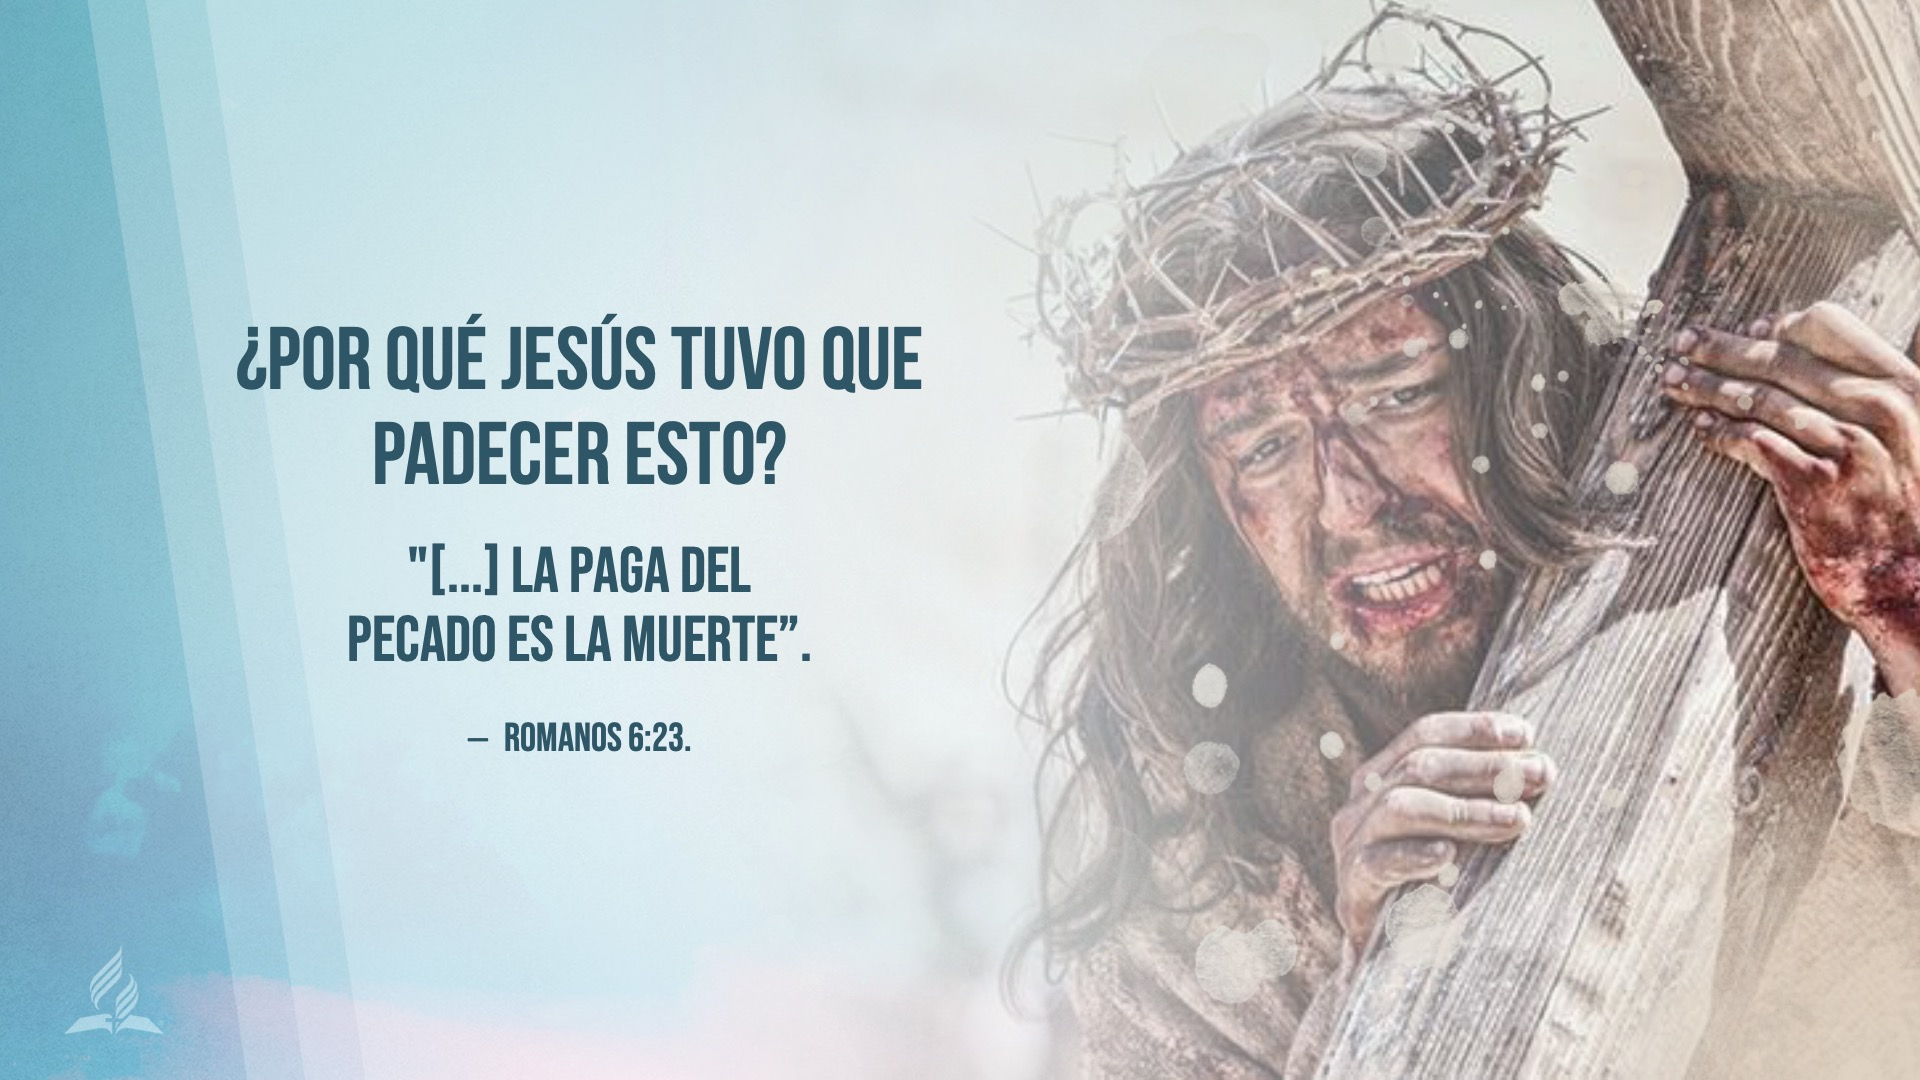 ¿POR QUÉ JESÚS TUVO QUE
PADECER ESTO?
"[...] LA PAGA DEL
PECADO ES LA MUERTE”.
– ROMANOS 6:23.